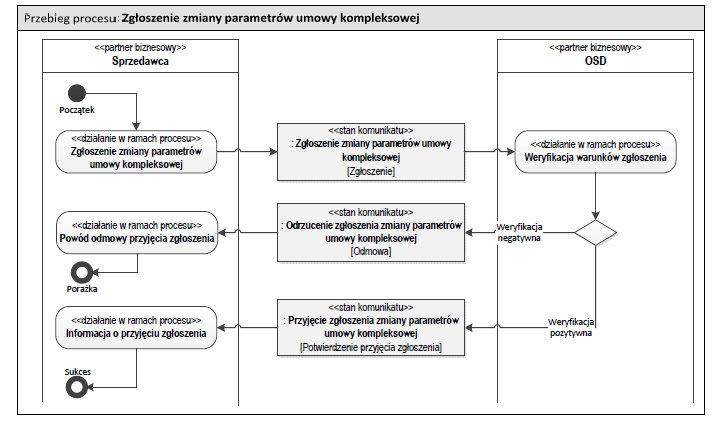 Przebieg procesu: Zgłoszenie zmiany parametrów umowy kompleksowej
<<partner biznesowy>>
Sprzedawca
<<partner biznesowy>>
OSD
Początek
<<działanie w ramach procesu>>
Zgłoszenie zmiany parametrów
umowy kompleksowej
<<stan komunikatu>>
: Zgłoszenie zmiany parametrów umowy
kompleksowej
[Zgłoszenie]
<<działanie w ramach procesu>>
Weryfikacja warunków zgłoszenia
<<działanie w ramach procesu>>
Powód odmowy przyjęcia zgłoszenia
<<stan komunikatu>>
: Odrzucenie zgłoszenia zmiany parametrów
umowy kompleksowej
[Odmowa]
Weryfikacja
negatywna
Porażka
<<działanie w ramach procesu>>
Informacja o przyjęciu zgłoszenia
<<stan komunikatu>>
: Przyjęcie zgłoszenia zmiany parametrów
umowy kompleksowej
[Potwierdzenie przyjęcia zgłoszenia]
Weryfikacja
pozytywna
Sukces